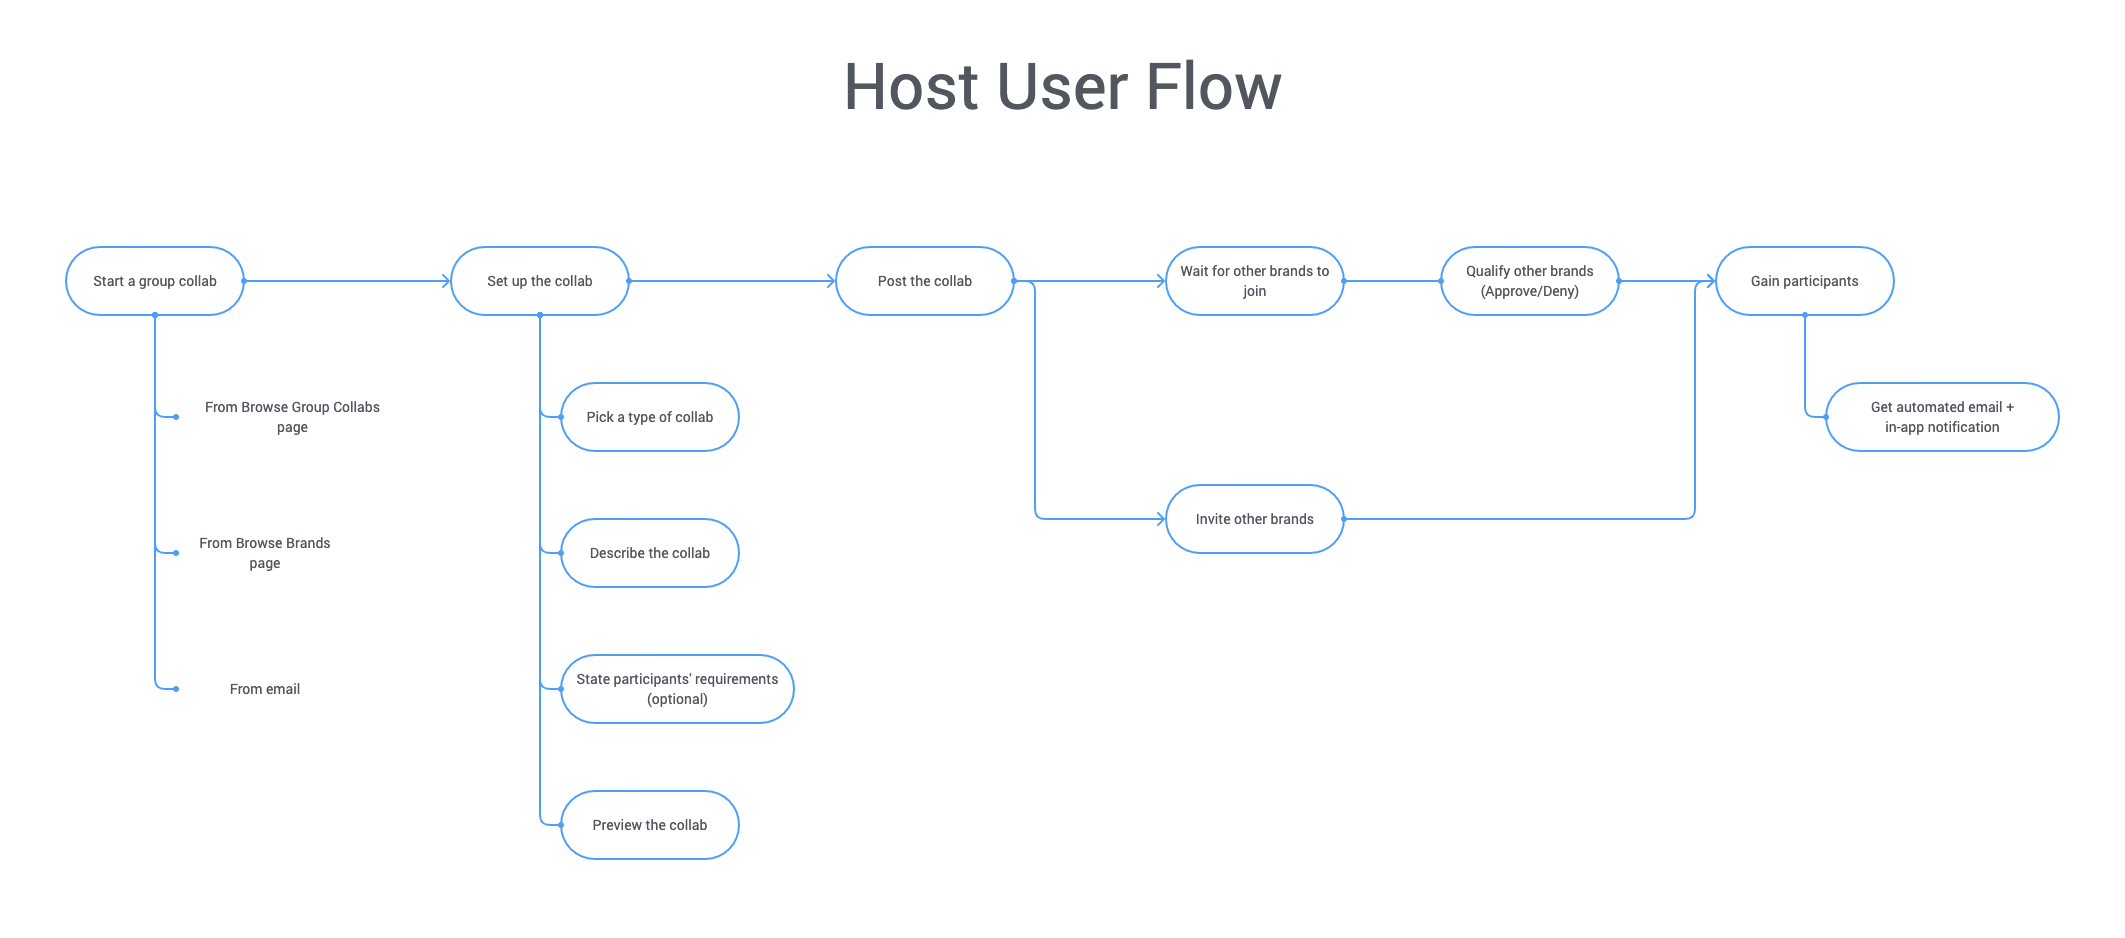 Host User Flow
Start a group collab
Set up the collab
Post the collab
Wait for other brands to
join
Qualify other brands
(Approve/Deny)
Gain participants
From Browse Group Collabs
page
Pick a type of collab
Get automated email +
in-app notification
From Browse Brands
page
Describe the collab
Invite other brands
From email
State participants' requirements
(optional)
Preview the collab